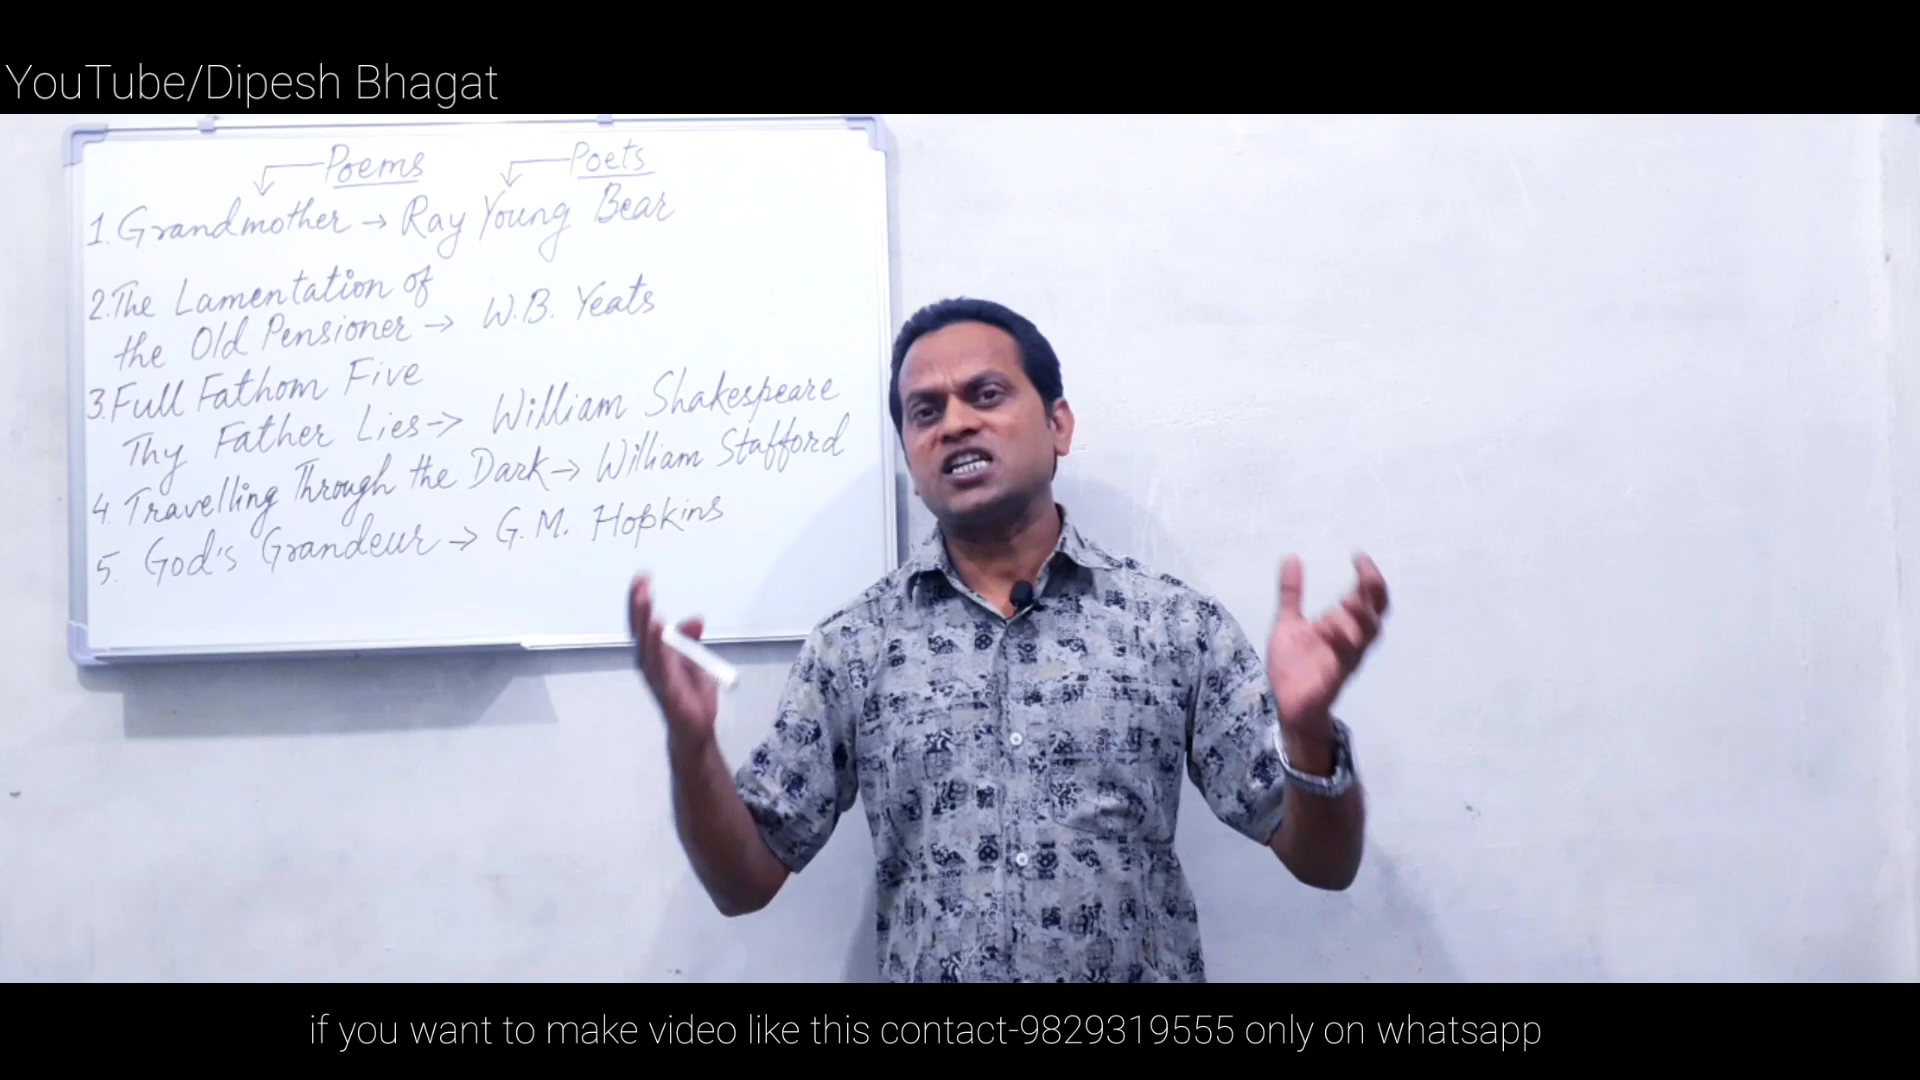 YouTube/Dipesh Bhagat
Poems Poets
1. Grandmother → Ray Young Bear
2. The Lamentation of
the Old Pensioner → W.B. Yeats
3. Full Fathom Five
Thy Father Lies → William Shakespeare
4. Travelling Through the Dark → William Stafford
5. God's Grandeur → G.M. Hopkins
if you want to make video like this contact-9829319555 only on whatsapp